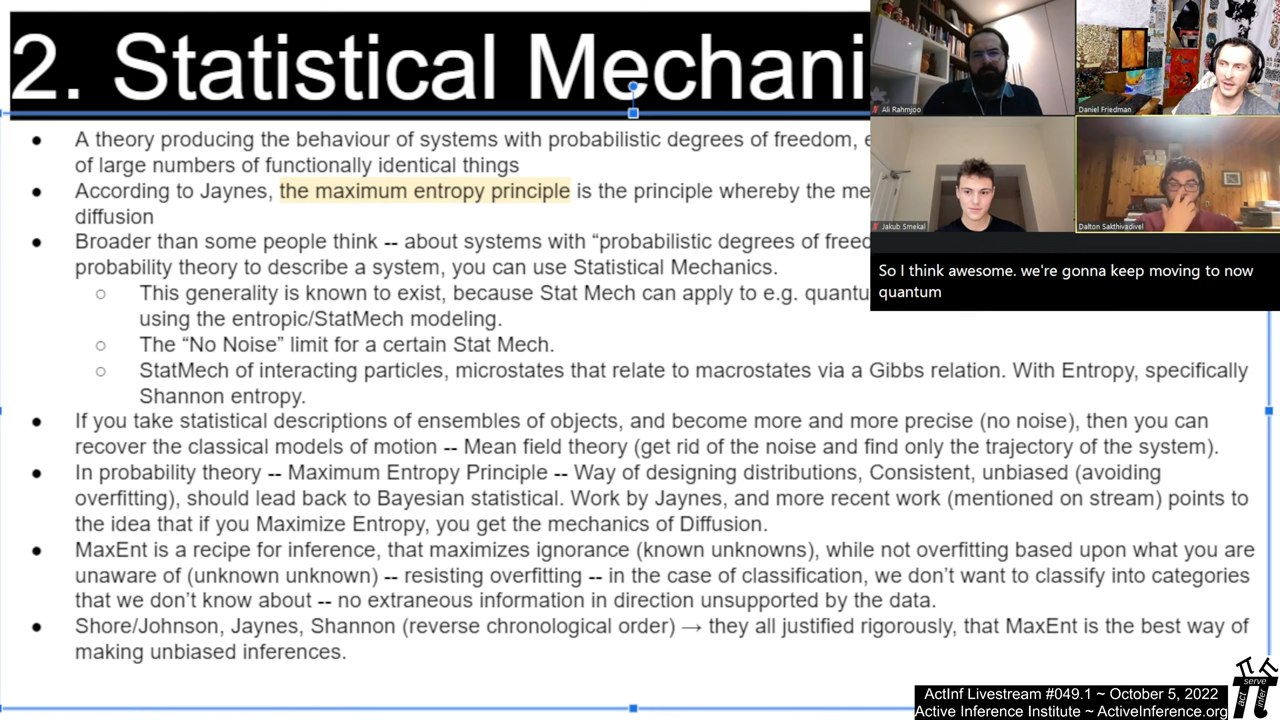 2. Statistical Mechani
● A theory producing the behaviour of systems with probabilistic degrees of freedom, e
of large numbers of functionally identical things
● According to Jaynes, the maximum entropy principle is the principle whereby the me
diffusion
● Broader than some people think -- about systems with “probabilistic degrees of freed
probability theory to describe a system, you can use Statistical Mechanics.
○ This generality is known to exist, because Stat Mech can apply to e.g. quantu
using the entropic/StatMech modeling.
○ The “No Noise” limit for a certain Stat Mech.
○ StatMech of interacting particles, microstates that relate to macrostates via a Gibbs relation. With Entropy, specifically
Shannon entropy.
● If you take statistical descriptions of ensembles of objects, and become more and more precise (no noise), then you can
recover the classical models of motion -- Mean field theory (get rid of the noise and find only the trajectory of the system).
● In probability theory -- Maximum Entropy Principle -- Way of designing distributions, Consistent, unbiased (avoiding
overfitting), should lead back to Bayesian statistical. Work by Jaynes, and more recent work (mentioned on stream) points to
the idea that if you Maximize Entropy, you get the mechanics of Diffusion.
● MaxEnt is a recipe for inference, that maximizes ignorance (known unknowns), while not overfitting based upon what you are
unaware of (unknown unknown) -- resisting overfitting -- in the case of classification, we don’t want to classify into categories
that we don’t know about -- no extraneous information in direction unsupported by the data.
● Shore/Johnson, Jaynes, Shannon (reverse chronological order) → they all justified rigorously, that MaxEnt is the best way of
making unbiased inferences.
Ali Rahmjoo
Daniel Friedman
Jakub Smekal
Dalton Sakthivadivel
So I think awesome. we're gonna keep moving to now
quantum
ActInf Livestream #049.1 ~ October 5, 2022
Active Inference Institute ~ ActiveInference.org
π π
serve
act infer